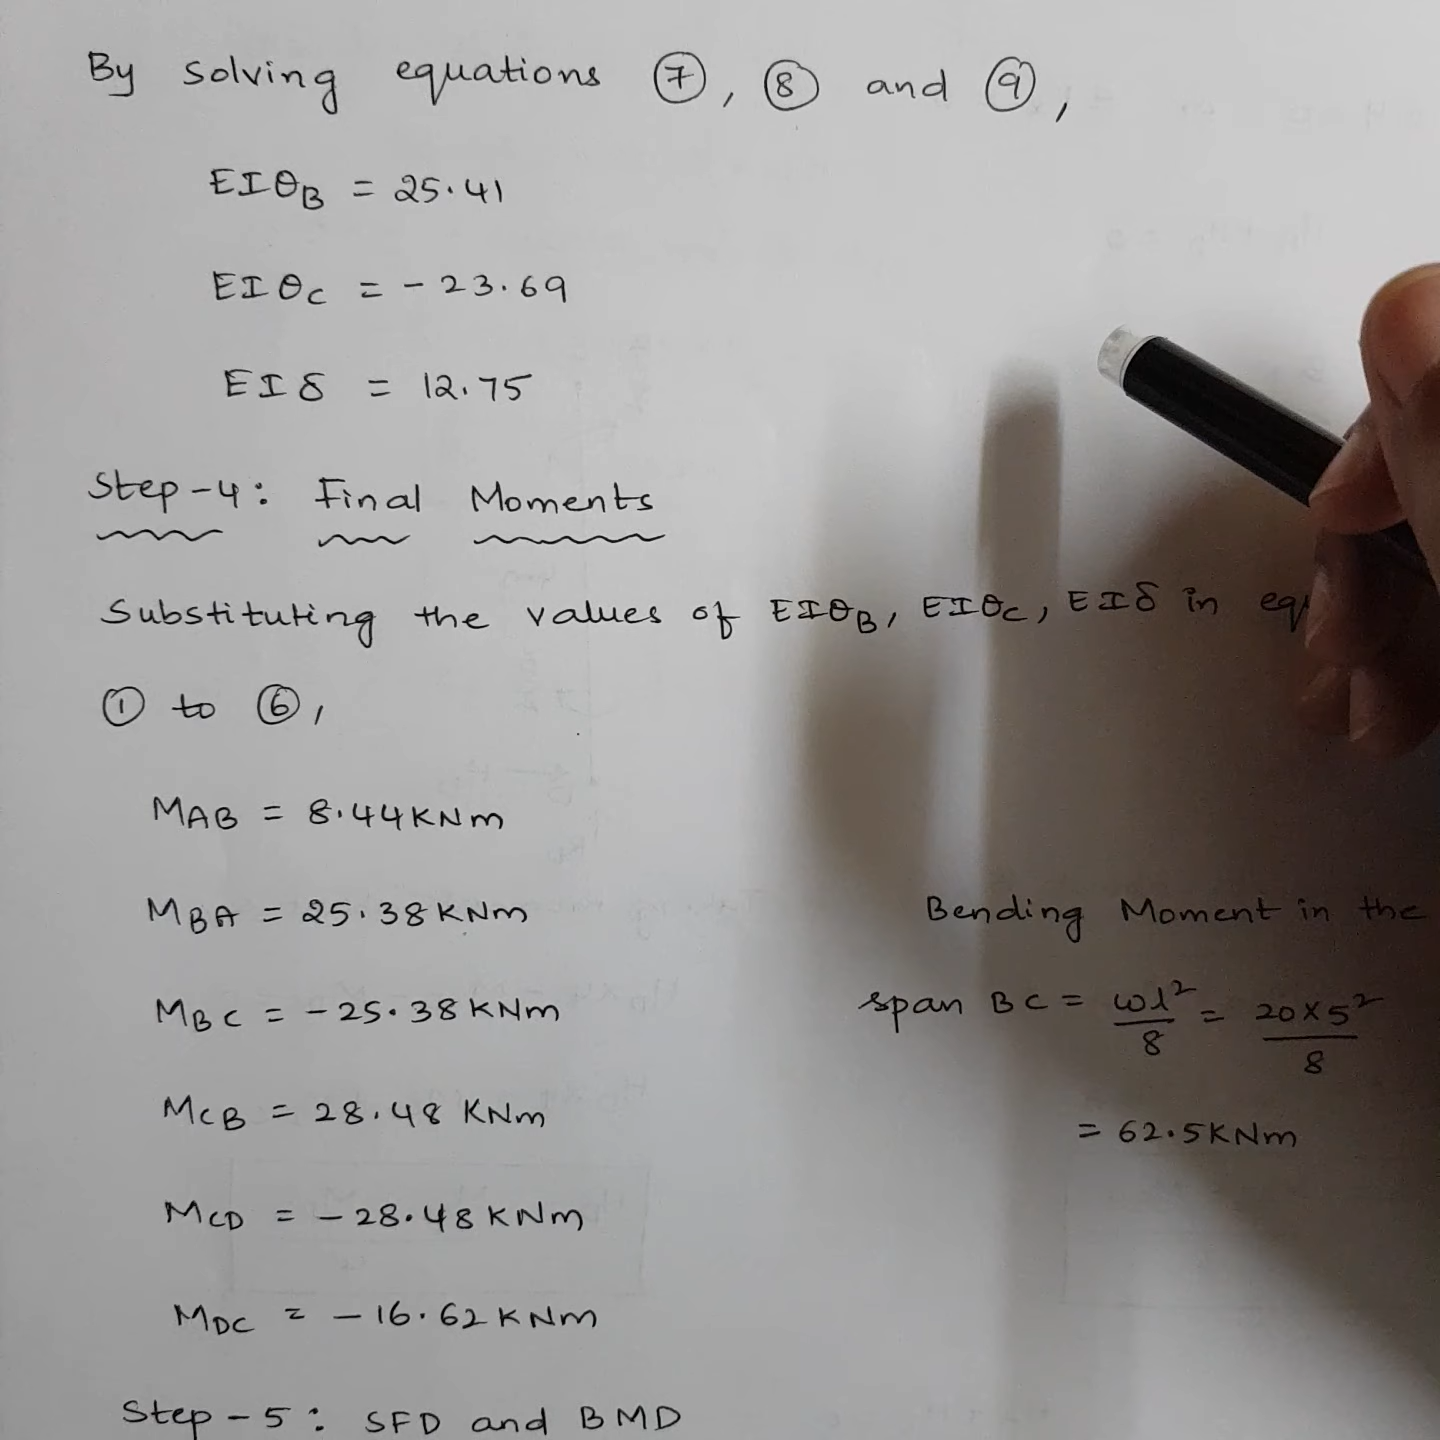 By solving equations ⑦, ⑧ and ⑨,
EIθB = 25.41
EIθC = -23.69
EIδ = 12.75
Step-4: Final Moments
Substituting the values of EIθB, EIθC, EIδ in
① to ⑥,
MAB = 8.44KNm
MBA = 25.38KNm
MBC = -25.38KNm
MCB = 28.48 KNm
MCD = -28.48KNm
MDC = -16.62KNm
Bending Moment in the
span BC = ωl²/8 = 20×5²/8
= 62.5KNm
Step-5: SFD and BMD